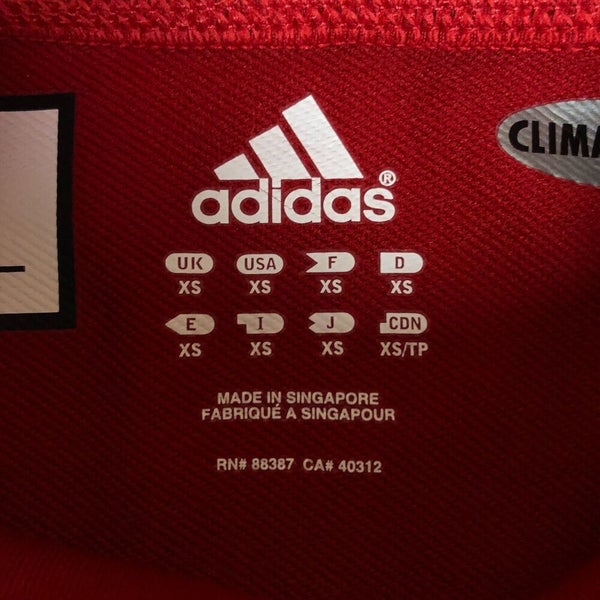 CLIMA
adidas®
UK USA F D
XS XS XS XS
E I J CDN
XS XS XS XS/TP
MADE IN SINGAPORE
FABRIQUÉ A SINGAPOUR
RN# 88387 CA# 40312